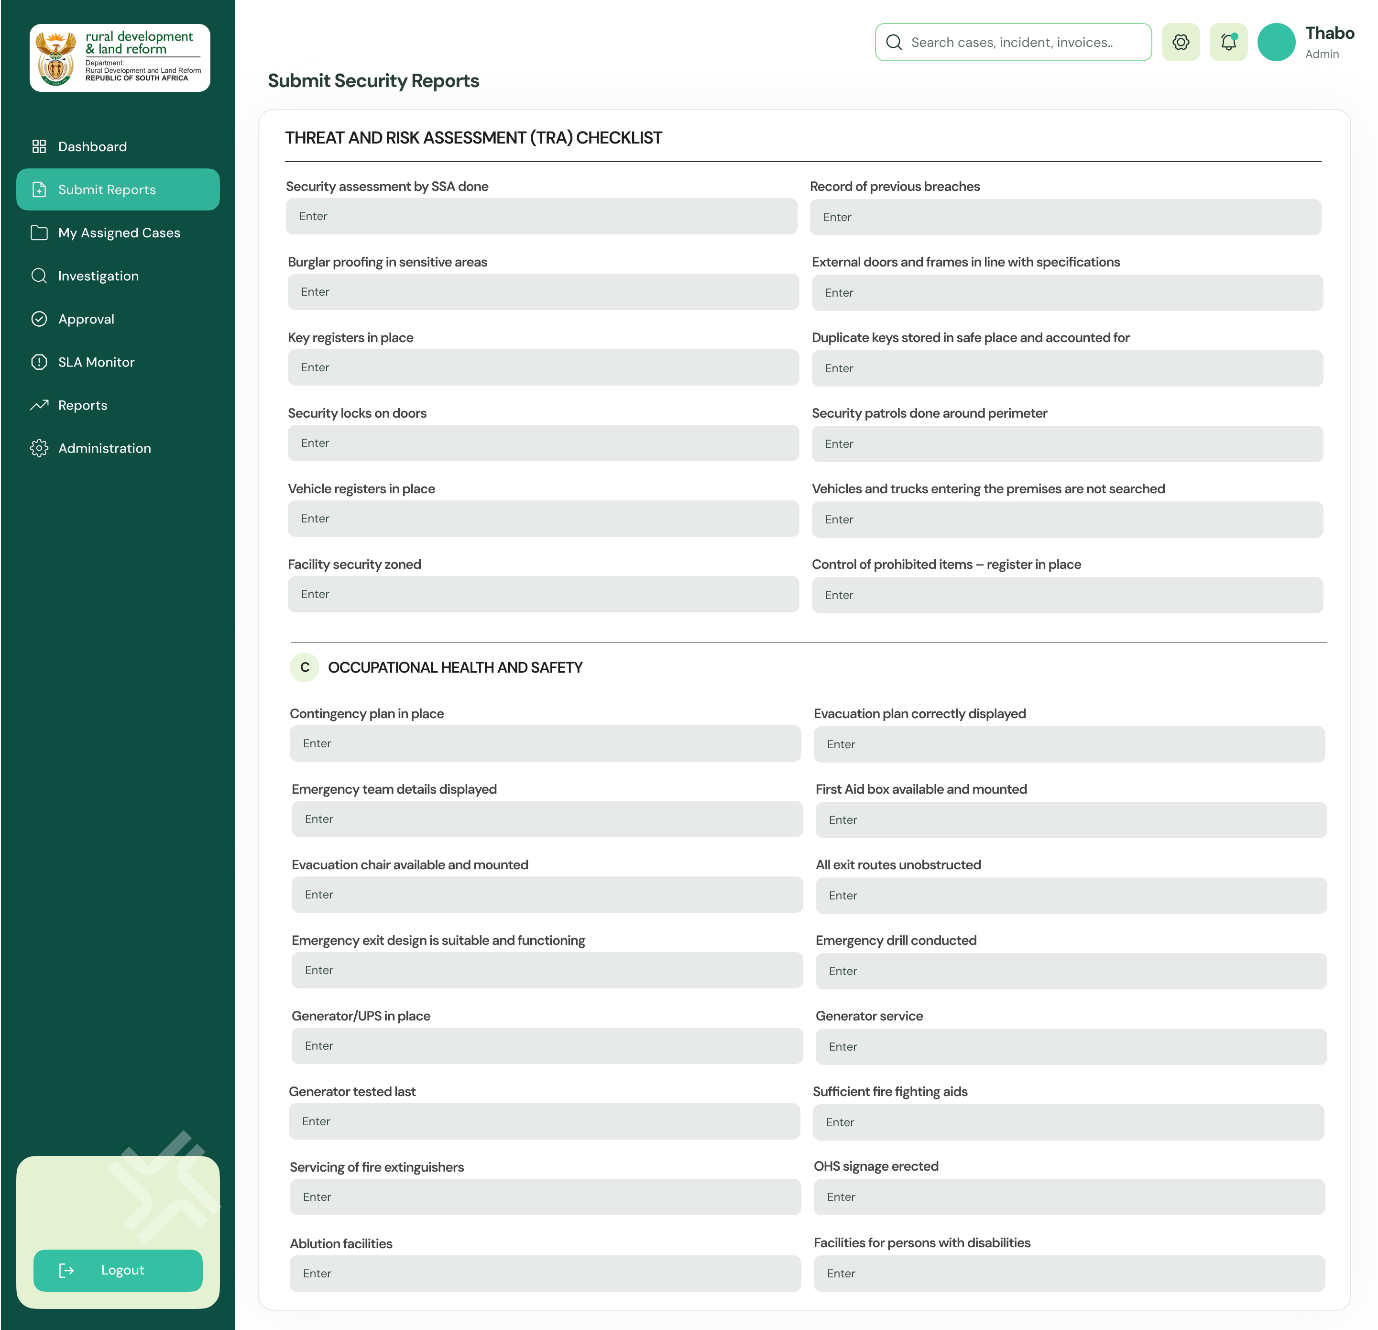 rural development
& land reform
Department:
Rural Development and Land Reform
REPUBLIC OF SOUTH AFRICA
Dashboard
Submit Reports
My Assigned Cases
Investigation
Approval
SLA Monitor
Reports
Administration
Logout
Search cases, incident, invoices..
Thabo
Admin
Submit Security Reports
THREAT AND RISK ASSESSMENT (TRA) CHECKLIST
Security assessment by SSA done
Enter
Record of previous breaches
Enter
Burglar proofing in sensitive areas
Enter
External doors and frames in line with specifications
Enter
Key registers in place
Enter
Duplicate keys stored in safe place and accounted for
Enter
Security locks on doors
Enter
Security patrols done around perimeter
Enter
Vehicle registers in place
Enter
Vehicles and trucks entering the premises are not searched
Enter
Facility security zoned
Enter
Control of prohibited items – register in place
Enter
C OCCUPATIONAL HEALTH AND SAFETY
Contingency plan in place
Enter
Evacuation plan correctly displayed
Enter
Emergency team details displayed
Enter
First Aid box available and mounted
Enter
Evacuation chair available and mounted
Enter
All exit routes unobstructed
Enter
Emergency exit design is suitable and functioning
Enter
Emergency drill conducted
Enter
Generator/UPS in place
Enter
Generator service
Enter
Generator tested last
Enter
Sufficient fire fighting aids
Enter
Servicing of fire extinguishers
Enter
OHS signage erected
Enter
Ablution facilities
Enter
Facilities for persons with disabilities
Enter